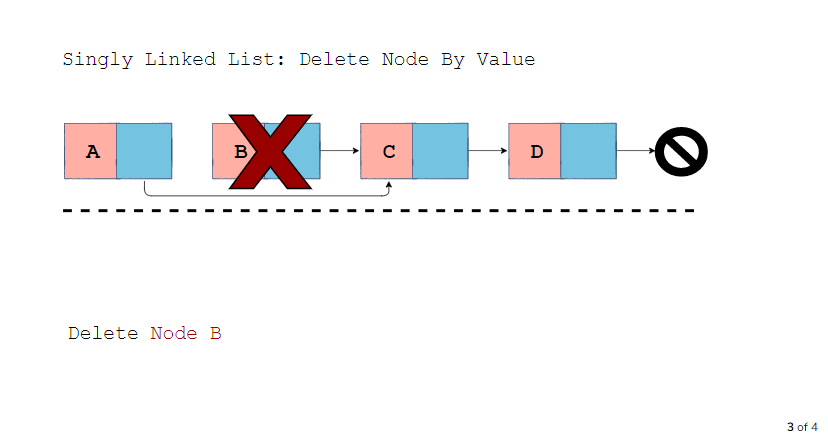 Singly Linked List: Delete Node By Value
A B C D
Delete Node B
3 of 4